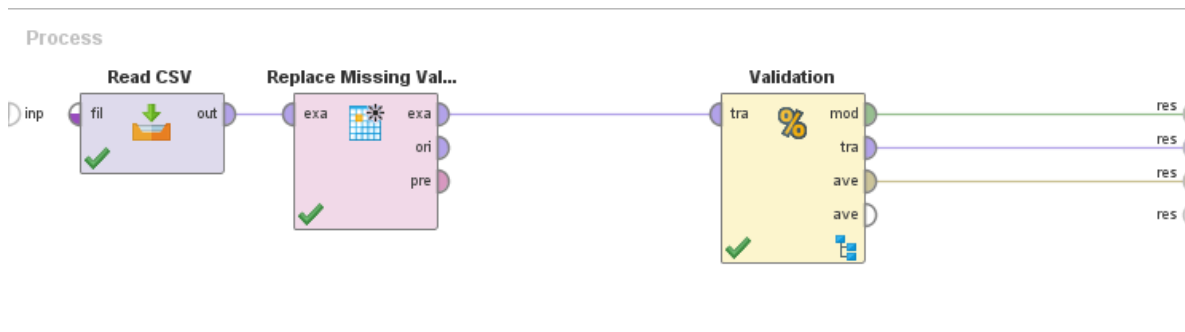 Process
Read CSV
Replace Missing Val...
Validation
inp
fil
out
exa
exa
ori
pre
tra
mod
tra
ave
ave
res
res
res
res